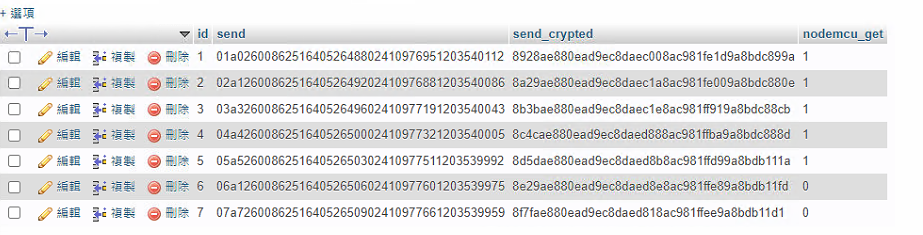 + 選項
←T→ id send send_crypted nodemcu_get
編輯 複製 刪除 1 01a02600862516405264880241097695120354​0112 8928ae880ead9ec8daec008ac981fe1d9a8bdc899a 1
編輯 複製 刪除 2 02a126008625164052649202410976881203540086 8a29ae880ead9ec8daec1a8ac981fe009a8bdc880e 1
編輯 複製 刪除 3 03a326008625164052649602410977191203540043 8b3bae880ead9ec8daec1e8ac981ff919a8bdc88cb 1
編輯 複製 刪除 4 04a426008625164052650002410977321203540005 8c4cae880ead9ec8daed888ac981ffba9a8bdc888d 1
編輯 複製 刪除 5 05a526008625164052650302410977511203539992 8d5dae880ead9ec8daed8b8ac981ffd99a8bdb111a 1
編輯 複製 刪除 6 06a126008625164052650602410977601203539975 8e29ae880ead9ec8daed8e8ac981ffe89a8bdb11fd 0
編輯 複製 刪除 7 07a726008625164052650902410977661203539959 8f7fae880ead9ec8daed818ac981ffee9a8bdb11d1 0